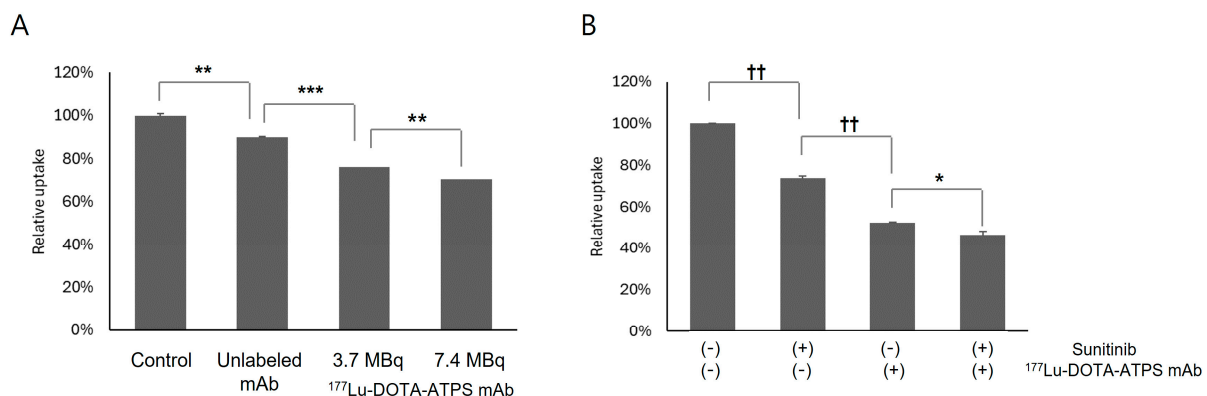 A
Relative uptake
120%
100%
80%
60%
40%
20%
0%
**
***
**
Control
Unlabeled mAb
3.7 MBq
7.4 MBq
¹⁷⁷Lu-DOTA-ATPS mAb
B
Relative uptake
120%
100%
80%
60%
40%
20%
0%
††
††
*
(-) (+) (-) (+) Sunitinib
(-) (-) (+) (+) ¹⁷⁷Lu-DOTA-ATPS mAb